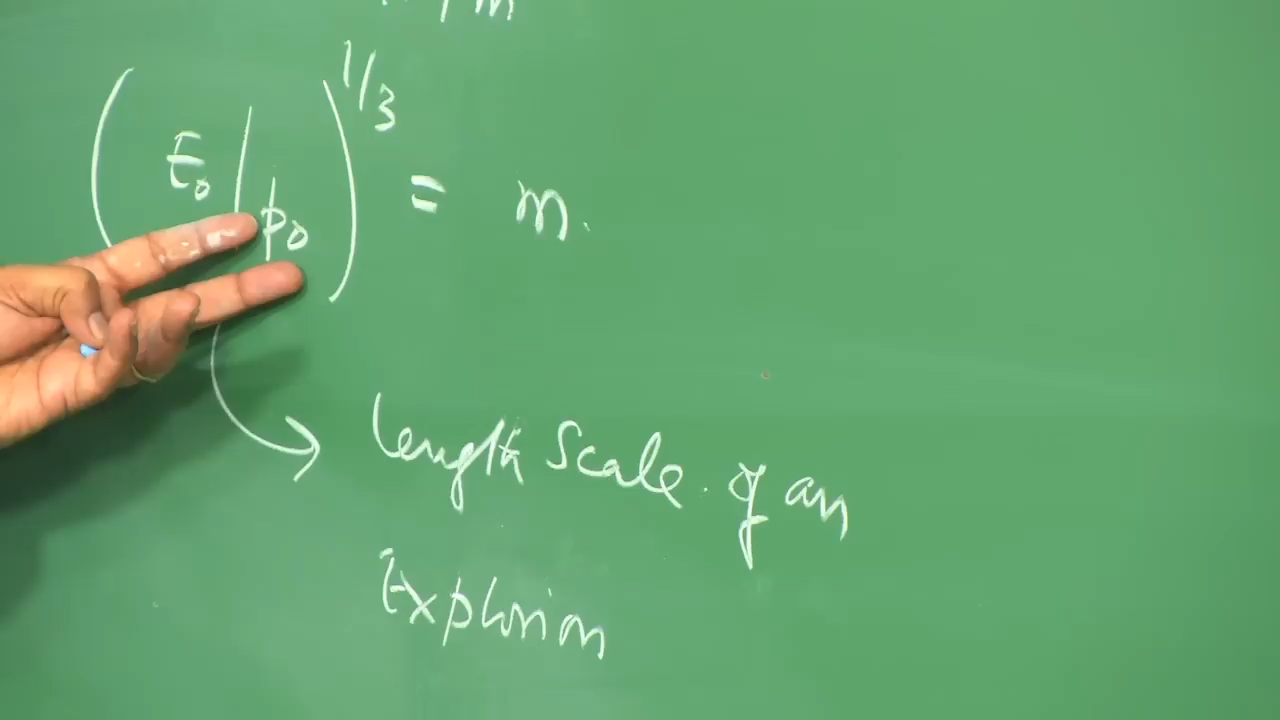 (E₀/p₀)^1/3 = m.
length Scale of an
Explosion